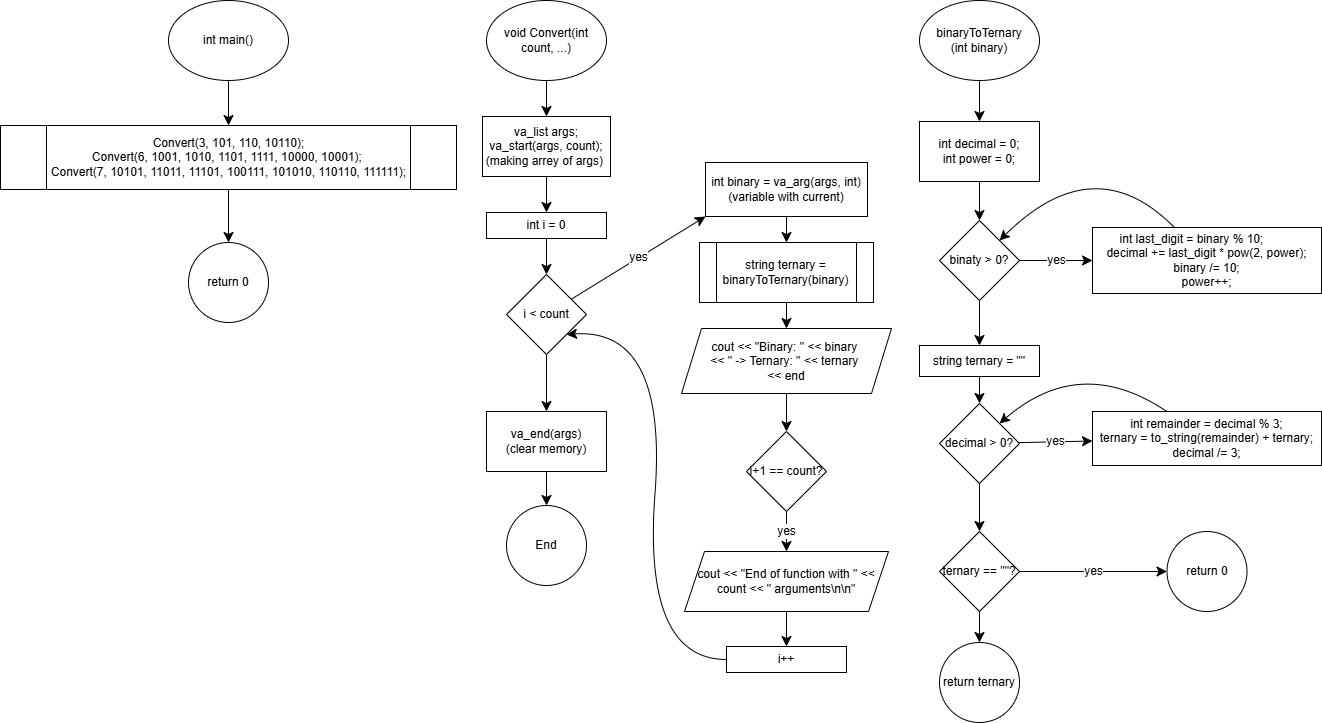 int main()
Convert(3, 101, 110, 10110);
Convert(6, 1001, 1010, 1101, 1111, 10000, 10001);
Convert(7, 10101, 11011, 11101, 100111, 101010, 110110, 111111);
return 0
void Convert(int
count, ...)
va_list args;
va_start(args, count);
(making arrey of args)
int i = 0
i < count
yes
va_end(args)
(clear memory)
End
int binary = va_arg(args, int)
(variable with current)
string ternary =
binaryToTernary(binary)
cout << "Binary: " << binary
<< " -> Ternary: " << ternary
<< end
i+1 == count?
yes
cout << "End of function with " <<
count << " arguments\n\n"
i++
binaryToTernary
(int binary)
int decimal = 0;
int power = 0;
binaty > 0?
yes
int last_digit = binary % 10;
decimal += last_digit * pow(2, power);
binary /= 10;
power++;
string ternary = ""
decimal > 0?
yes
int remainder = decimal % 3;
ternary = to_string(remainder) + ternary;
decimal /= 3;
ternary == ""?
yes
return 0
return ternary